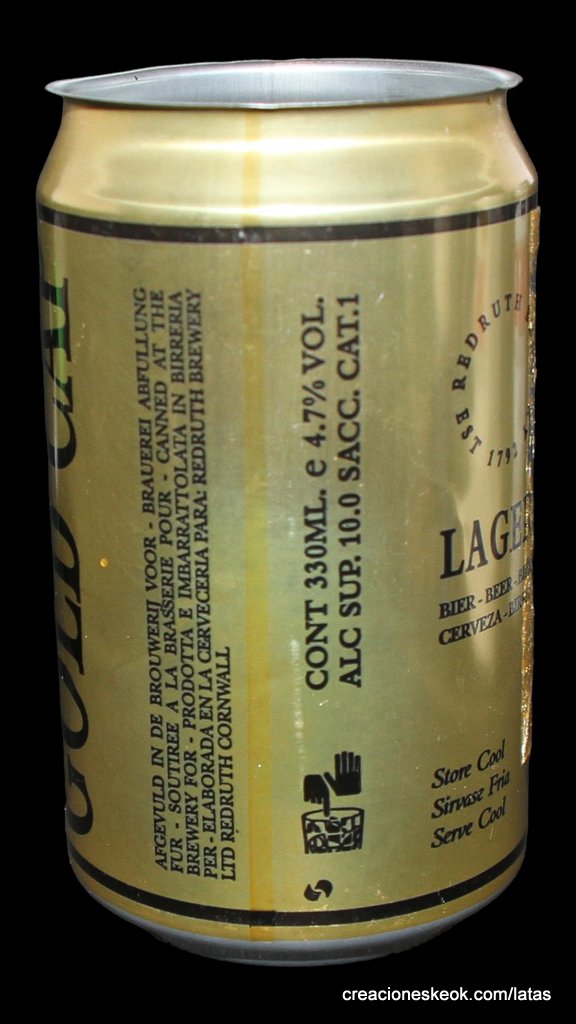 GOLD
AFGEVULD IN DE BROUWERIJ VOOR - BRAUEREI ABFULLUNG
FUR - SOUTIREE A LA BRASSERIE POUR - CANNED AT THE
BREWERY FOR - PRODOTTA E IMBARRATTOLATA IN BIRRERIA
PER - ELABORADA EN LA CERVECERIA PARA: REDRUTH BREWERY
LTD REDRUTH CORNWALL
CONT 330ML. e 4.7% VOL.
ALC SUP. 10.0 SACC. CAT.1
REDRUTH
1792
LAGER
BIER - BEER -
CERVEZA -
Store Cool
Sirvase Fria
Serve Cool
creacioneskeok.com/latas